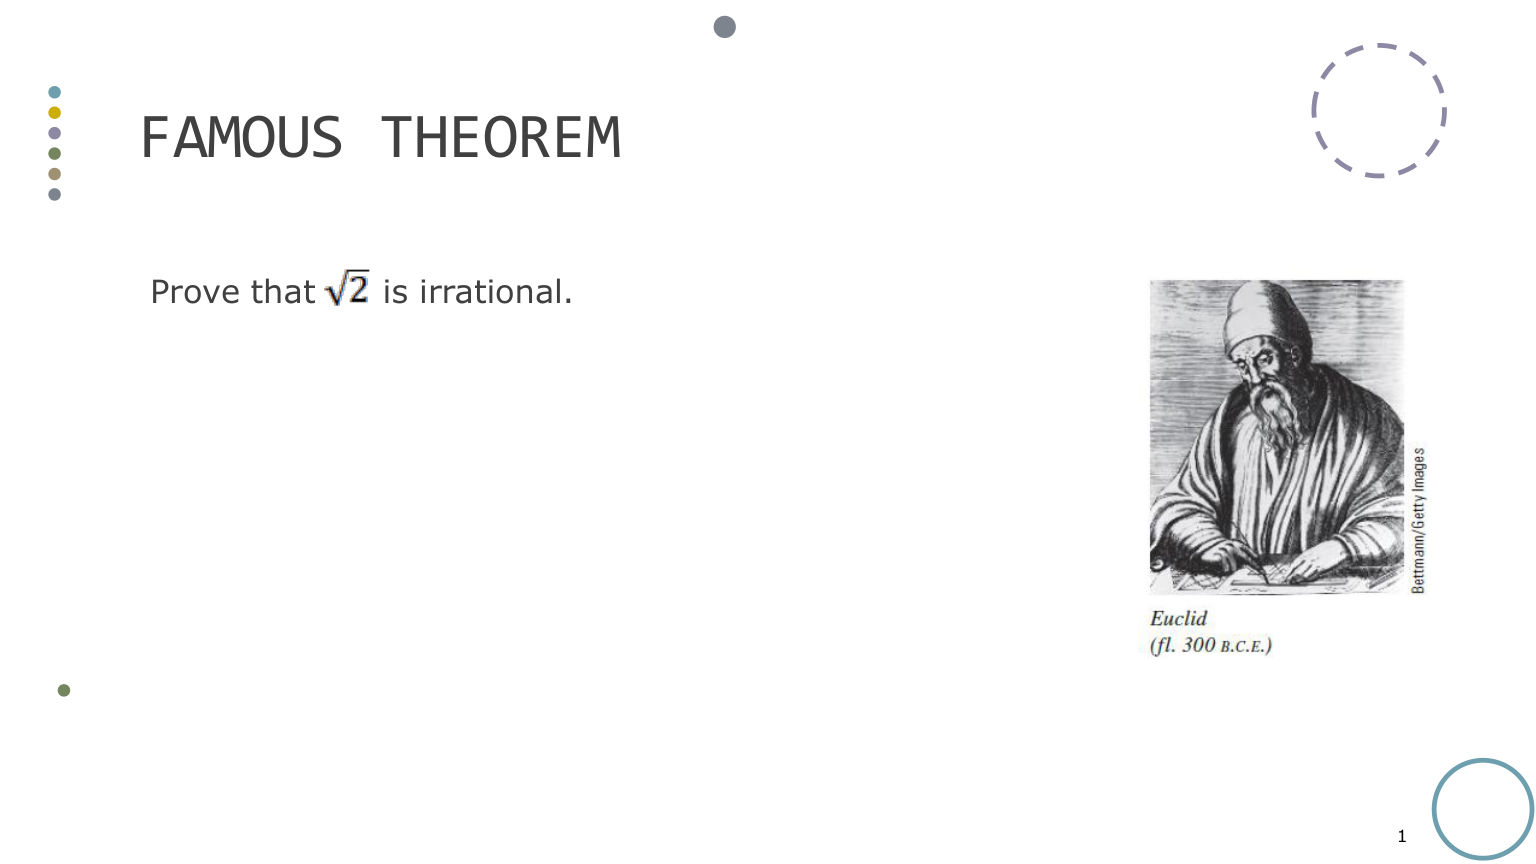 FAMOUS THEOREM
Prove that √2 is irrational.
Bettmann/Getty Images
Euclid
(fl. 300 B.C.E.)
1